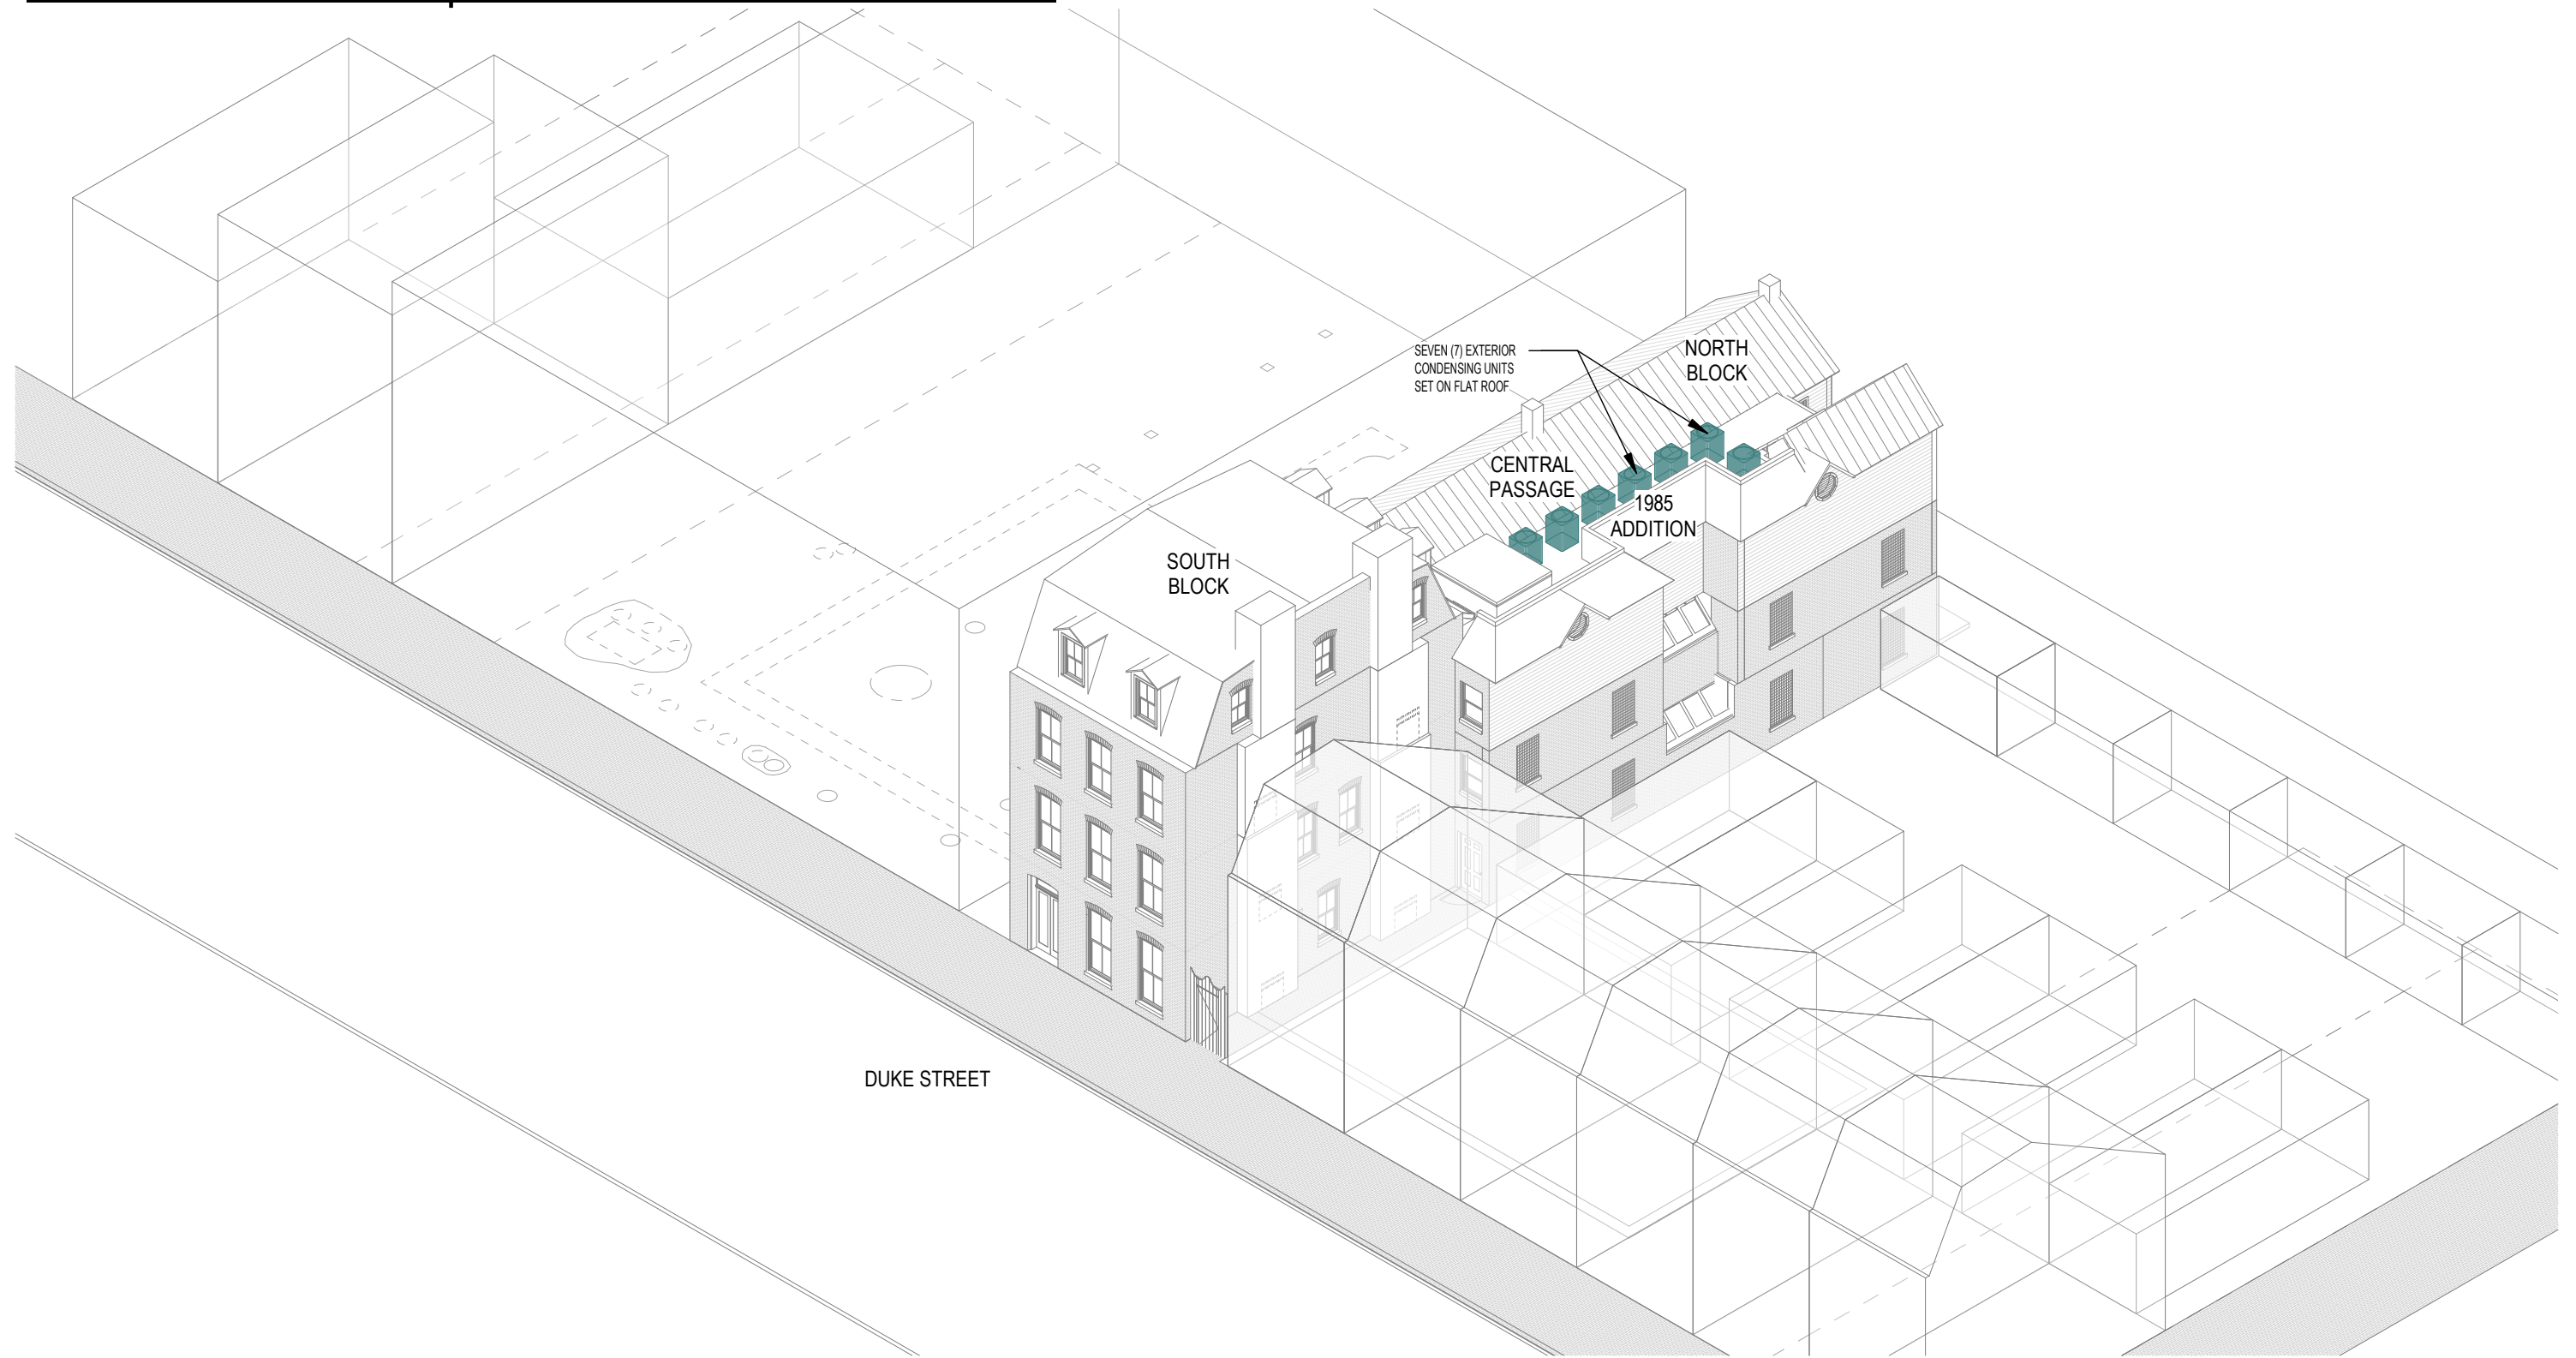 SEVEN (7) EXTERIOR
CONDENSING UNITS
SET ON FLAT ROOF
NORTH
BLOCK
CENTRAL
PASSAGE
1985
ADDITION
SOUTH
BLOCK
DUKE STREET